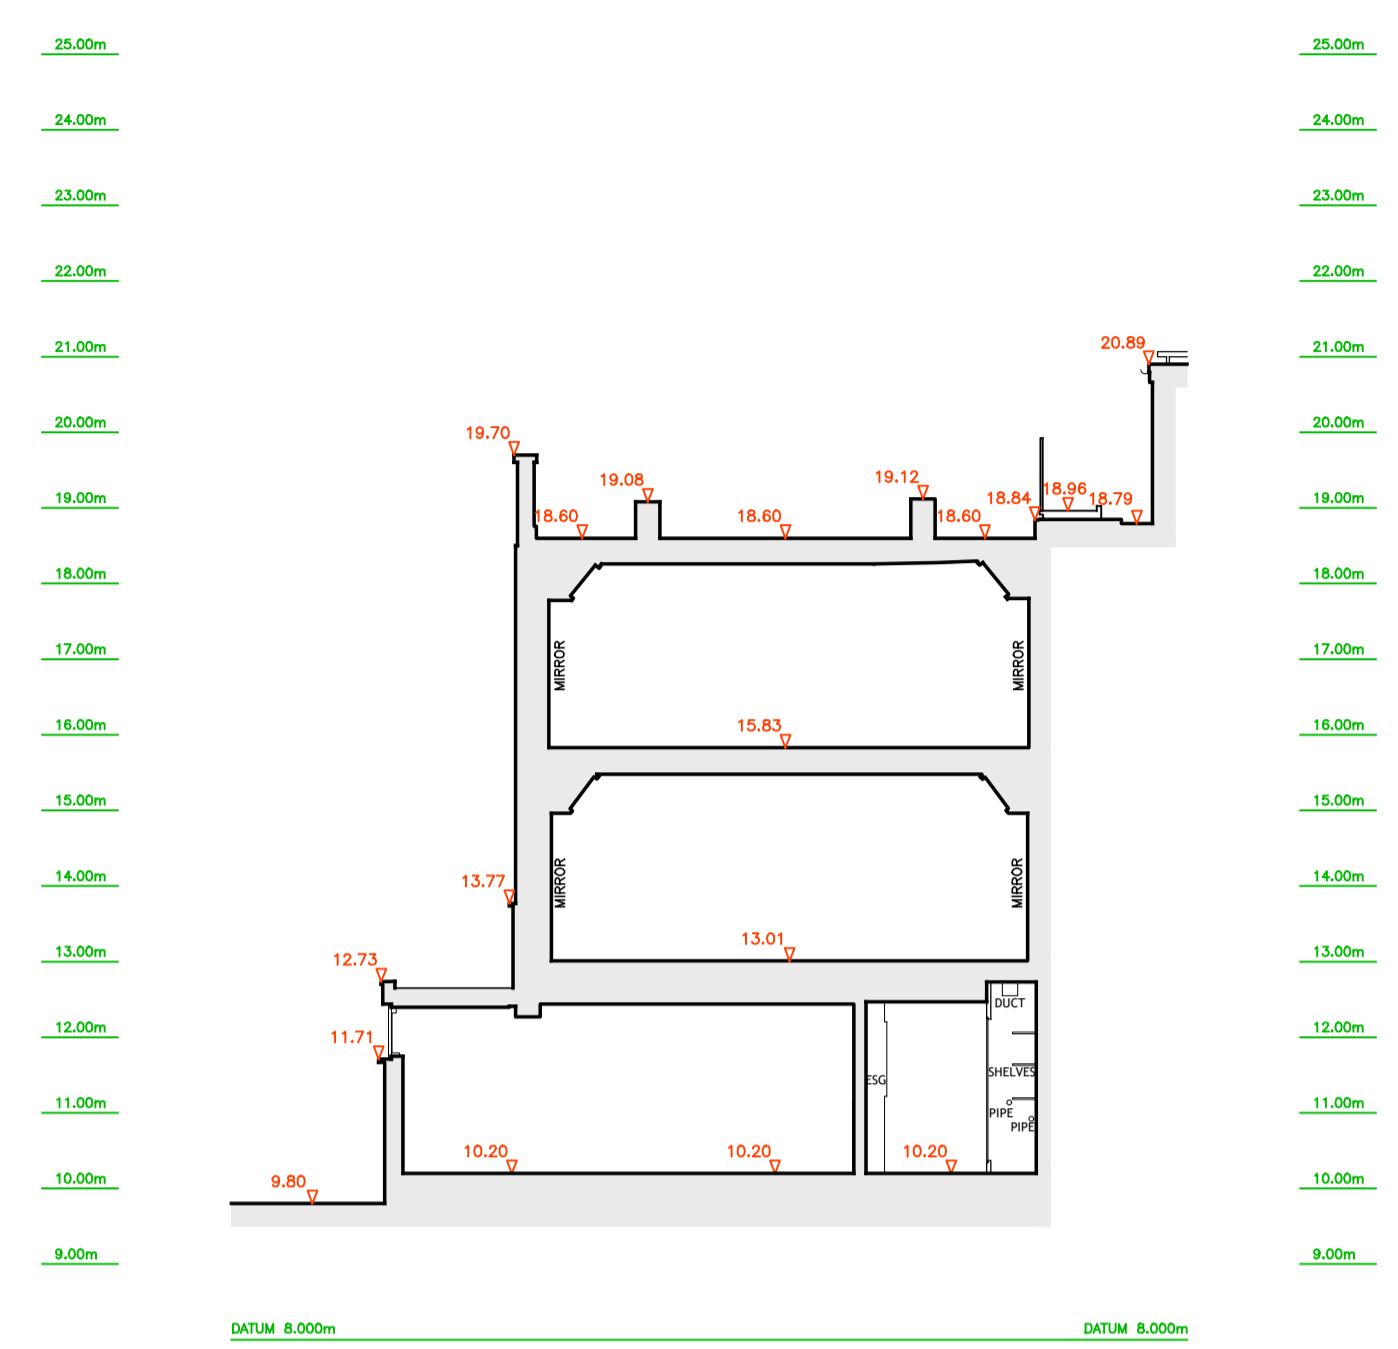 25.00m 25.00m
24.00m 24.00m
23.00m 23.00m
22.00m 22.00m
20.89
21.00m 21.00m
19.70
20.00m 20.00m
19.08 19.12
18.84 18.96 18.79
19.00m 19.00m
18.60 18.60 18.60
18.00m 18.00m
17.00m MIRROR MIRROR 17.00m
16.00m 15.83 16.00m
15.00m 15.00m
14.00m MIRROR MIRROR 14.00m
13.77
13.01
13.00m 12.73 13.00m
DUCT
12.00m 12.00m
11.71
SHELVES
ESG
11.00m PIPE 11.00m
PIPE
10.20 10.20 10.20
10.00m 9.80 10.00m
9.00m 9.00m
DATUM 8.000m DATUM 8.000m